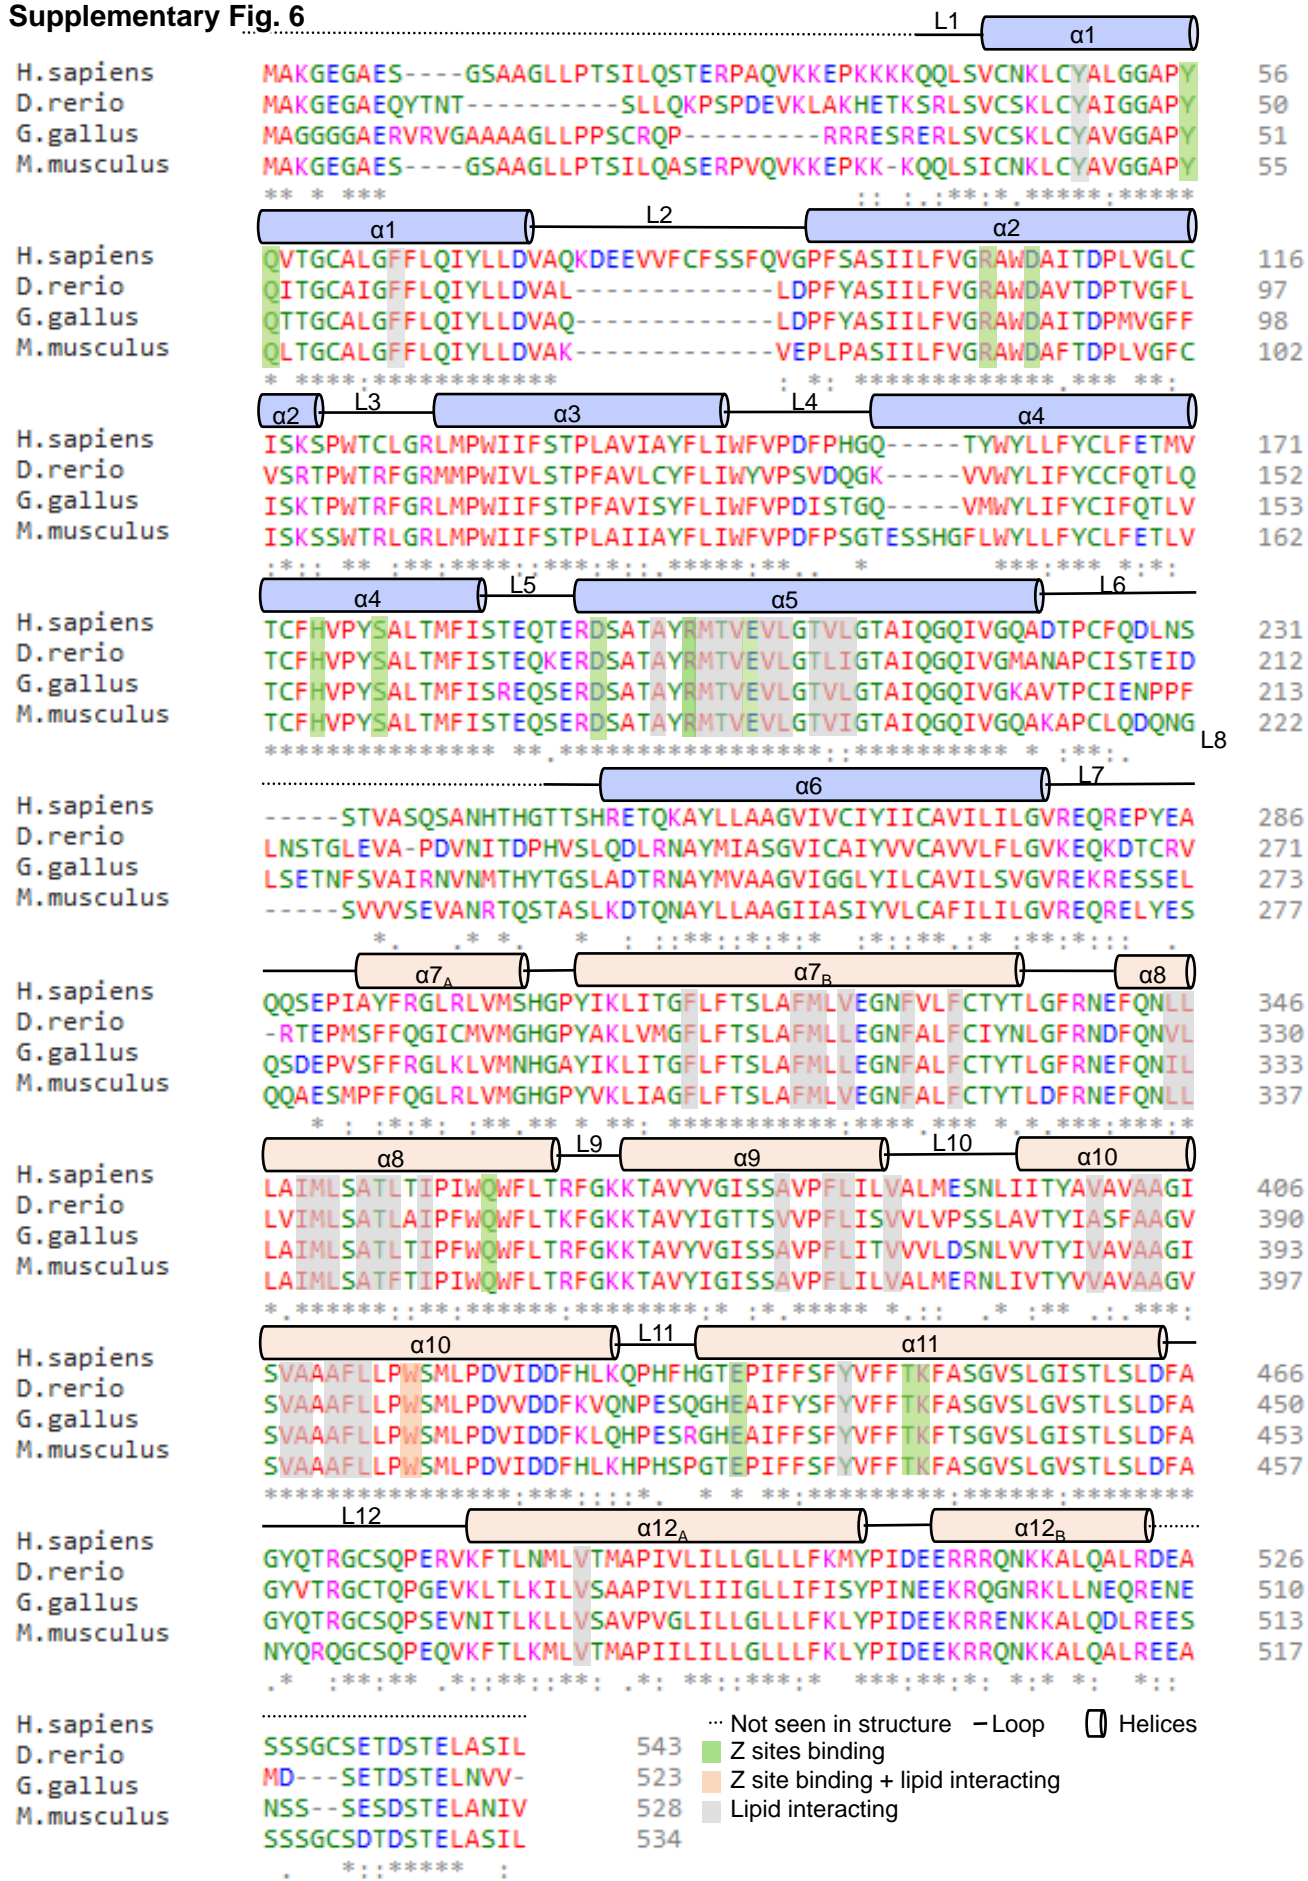 Supplementary Fig. 6
L1 α1
H.sapiens MAKGEGAES----GSAAGLLPTSILQSTERPAQVKKEPKKKKQQLSVCNKLCYALGGAPY 56
D.rerio MAKGEGAEQYTNT----------SLLQKPSPDEVKLAKHETKSRLSVCSKLCYAIGGAPY 50
G.gallus MAGGGGAERVRVGAAAAGLLPPSCRQP---------RRRESRERLSVCSKLCYAVGGAPY 51
M.musculus MAKGEGAES----GSAAGLLPTSILQASERPVQVKKEPKK-KQQLSICNKLCYAVGGAPY 55
** * *** :: :.:**:*.*****:*****
α1 L2 α2
H.sapiens QVTGCALGFFLQIYLLDVAQKDEEVVFCFSSFQVGPFSASIILFVGRAWDAITDPLVGLC 116
D.rerio QITGCAIGFFLQIYLLDVAL-------------LDPFYASIILFVGRAWDAVTDPTVGFL 97
G.gallus QTTGCALGFFLQIYLLDVAQ-------------LDPFYASIILFVGRAWDAITDPMVGFF 98
M.musculus QLTGCALGFFLQIYLLDVAK-------------VEPLPASIILFVGRAWDAFTDPLVGFC 102
* ****:************ : *: *************.*** **:
α2 L3 α3 L4 α4
H.sapiens ISKSPWTCLGRLMPWIIFSTPLAVIAYFLIWFVPDFPHGQ-----TYWYLLFYCLFETMV 171
D.rerio VSRTPWTRFGRMMPWIVLSTPFAVLCYFLIWYVPSVDQGK-----VVWYLIFYCCFQTLQ 152
G.gallus ISKTPWTRFGRLMPWIIFSTPFAVISYFLIWFVPDISTGQ-----VMWYLIFYCIFQTLV 153
M.musculus ISKSSWTRLGRLMPWIIFSTPLAIIAYFLIWFVPDFPSGTESSHGFLWYLLFYCLFETLV 162
:*:: ** :**:****::***:*::.*****:**.. * ***:*** *:*:
α4 L5 α5 L6
H.sapiens TCFHVPYSALTMFISTEQTERDSATAYRMTVEVLGTVLGTAIQGQIVGQADTPCFQDLNS 231
D.rerio TCFHVPYSALTMFISTEQKERDSATAYRMTVEVLGTLIGTAIQGQIVGMANAPCISTEID 212
G.gallus TCFHVPYSALTMFISREQSERDSATAYRMTVEVLGTVLGTAIQGQIVGKAVTPCIENPPF 213
M.musculus TCFHVPYSALTMFISTEQSERDSATAYRMTVEVLGTVIGTAIQGQIVGQAKAPCLQDQNG 222
*************** **.*****************::********** * :**:.
L8
α6 L7
H.sapiens -----STVASQSANHTHGTTSHRETQKAYLLAAGVIVCIYIICAVILILGVREQREPYEA 286
D.rerio LNSTGLEVA-PDVNITDPHVSLQDLRNAYMIASGVICAIYVVCAVVLFLGVKEQKDTCRV 271
G.gallus LSETNFSVAIRNVNMTHYTGSLADTRNAYMVAAGVIGGLYILCAVILSVGVREKRESSEL 273
M.musculus -----SVVVSEVANRTQSTASLKDTQNAYLLAAGIIASIYVLCAFILILGVREQRELYES 277
*. .* *. * : ::**::*:*:* :*::**.:* :**:*::: .
α7A α7B α8
H.sapiens QQSEPIAYFRGLRLVMSHGPYIKLITGFLFTSLAFMLVEGNFVLFCTYTLGFRNEFQNLL 346
D.rerio -RTEPMSFFQGICMVMGHGPYAKLVMGFLFTSLAFMLLEGNFALFCIYNLGFRNDFQNVL 330
G.gallus QSDEPVSFFRGLKLVMNHGAYIKLITGFLFTSLAFMLLEGNFALFCTYTLGFRNEFQNIL 333
M.musculus QQAESMPFFQGLRLVMGHGPYVKLIAGFLFTSLAFMLVEGNFALFCTYTLDFRNEFQNLL 337
* : :*:*: :**.** * **: ***********:****.*** *.*.***:***:*
α8 L9 α9 L10 α10
H.sapiens LAIMLSATLTIPIWQWFLTRFGKKTAVYVGISSAVPFLILVALMESNLIITYAVAVAAGI 406
D.rerio LVIMLSATLAIPFWQWFLTKFGKKTAVYIGTTSVVPFLISVVLVPSSLAVTYIASFAAGV 390
G.gallus LAIMLSATLTIPFWQWFLTRFGKKTAVYVGISSAVPFLITVVVLDSNLVVTYIVAVAAGI 393
M.musculus LAIMLSATFTIPIWQWFLTRFGKKTAVYIGISSAVPFLILVALMERNLIVTYVVAVAAGV 397
*.******::**:******:********:* :*.***** *.:: .* :** .:.***:
α10 L11 α11
H.sapiens SVAAAFLLPWSMLPDVIDDFHLKQPHFHGTEPIFFSFYVFFTKFASGVSLGISTLSLDFA 466
D.rerio SVAAAFLLPWSMLPDVVDDFKVQNPESQGHEAIFYSFYVFFTKFASGVSLGVSTLSLDFA 450
G.gallus SVAAAFLLPWSMLPDVIDDFKLQHPESRGHEAIFFSFYVFFTKFTSGVSLGISTLSLDFA 453
M.musculus SVAAAFLLPWSMLPDVIDDFHLKHPHSPGTEPIFFSFYVFFTKFASGVSLGVSTLSLDFA 457
****************:***::::*. * * **:*********:******:********
L12 α12A α12B
H.sapiens GYQTRGCSQPERVKFTLNMLVTMAPIVLILLGLLLFKMYPIDEERRRQNKKALQALRDEA 526
D.rerio GYVTRGCTQPGEVKLTLKILVSAAPIVLIIIGLLIFISYPINEEKRQGNRKLLNEQRENE 510
G.gallus GYQTRGCSQPSEVNITLKLLVSAVPVGLILLGLLLFKLYPIDEEKRRENKKALQDLREES 513
M.musculus NYQRQGCSQPEQVKFTLKMLVTMAPIILILLGLLLFKLYPIDEEKRRQNKKALQALREEA 517
.* :**:** .*::**::**: .*: **::***:* ***:**:*: *:* *: *::
H.sapiens SSSGCSETDSTELASIL 543
D.rerio MD---SETDSTELNVV- 523
G.gallus NSS--SESDSTELANIV 528
M.musculus SSSGCSDTDSTELASIL 534
. *::***** :
··· Not seen in structure – Loop Helices
Z sites binding
Z site binding + lipid interacting
Lipid interacting